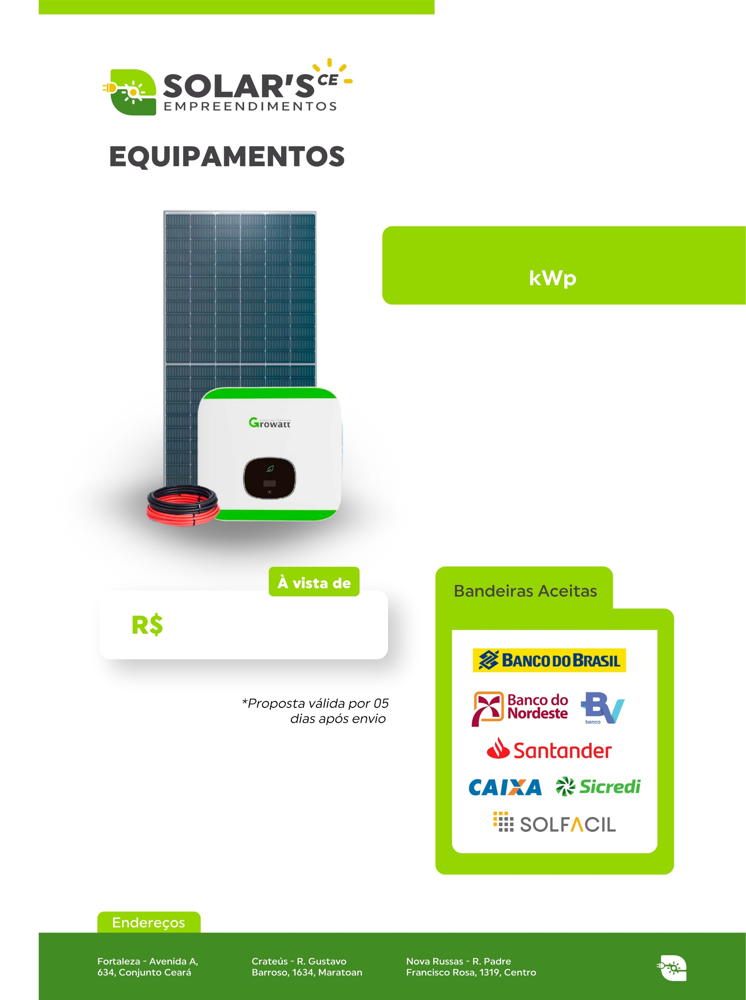 SOLAR'S CE
EMPREENDIMENTOS
EQUIPAMENTOS
kWp
Growatt
À vista de
R$
*Proposta válida por 05
dias após envio
Bandeiras Aceitas
BANCO DO BRASIL
Banco do
Nordeste
BV
banco
Santander
CAIXA
Sicredi
SOLFACIL
Endereços
Fortaleza - Avenida A,
634, Conjunto Ceará
Crateús - R. Gustavo
Barroso, 1634, Maratoan
Nova Russas - R. Padre
Francisco Rosa, 1319, Centro